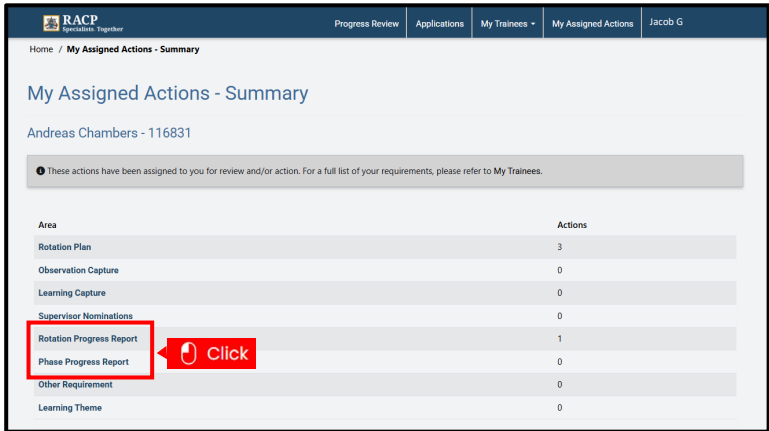 RACP
Specialists. Together
Progress Review
Applications
My Trainees
My Assigned Actions
Jacob G
Home / My Assigned Actions - Summary
My Assigned Actions - Summary
Andreas Chambers - 116831
These actions have been assigned to you for review and/or action. For a full list of your requirements, please refer to My Trainees.
Area Actions
Rotation Plan 3
Observation Capture 0
Learning Capture 0
Supervisor Nominations 0
Rotation Progress Report 1
Click
Phase Progress Report 0
Other Requirement 0
Learning Theme 0